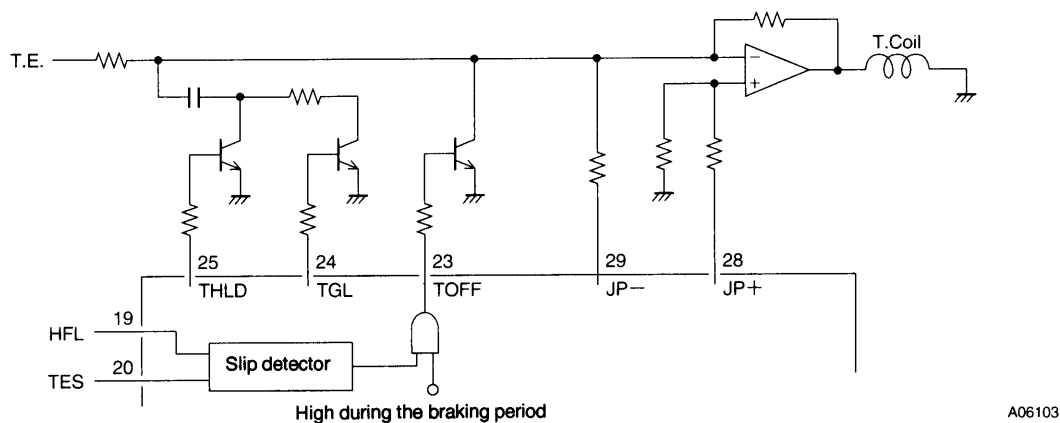 T.E.
T.Coil
−
+
25
24
23
29
28
THLD
TGL
TOFF
JP−
JP+
HFL
19
TES
20
Slip detector
High during the braking period
A06103